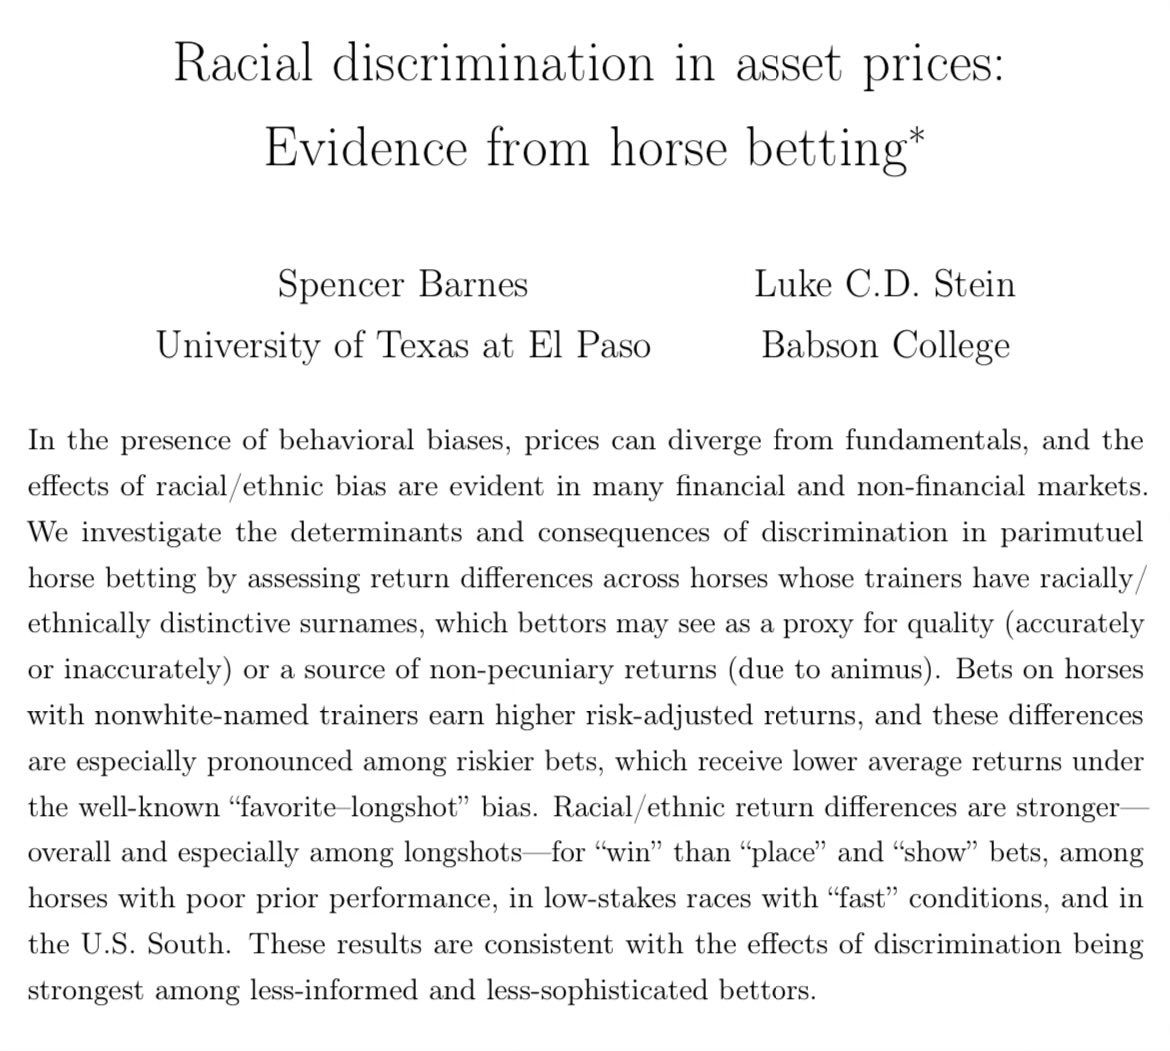 Racial discrimination in asset prices:
Evidence from horse betting*
Spencer Barnes
University of Texas at El Paso
Luke C.D. Stein
Babson College
In the presence of behavioral biases, prices can diverge from fundamentals, and the
effects of racial/ethnic bias are evident in many financial and non-financial markets.
We investigate the determinants and consequences of discrimination in parimutuel
horse betting by assessing return differences across horses whose trainers have racially/
ethnically distinctive surnames, which bettors may see as a proxy for quality (accurately
or inaccurately) or a source of non-pecuniary returns (due to animus). Bets on horses
with nonwhite-named trainers earn higher risk-adjusted returns, and these differences
are especially pronounced among riskier bets, which receive lower average returns under
the well-known “favorite–longshot” bias. Racial/ethnic return differences are stronger—
overall and especially among longshots—for “win” than “place” and “show” bets, among
horses with poor prior performance, in low-stakes races with “fast” conditions, and in
the U.S. South. These results are consistent with the effects of discrimination being
strongest among less-informed and less-sophisticated bettors.